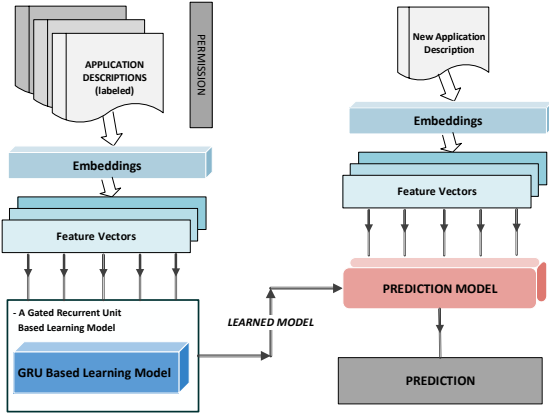 APPLICATION
DESCRIPTIONS
(labeled)
PERMISSION
Embeddings
Feature Vectors
- A Gated Recurrent Unit
Based Learning Model
GRU Based Learning Model
LEARNED MODEL
New Application
Description
Embeddings
Feature Vectors
PREDICTION MODEL
PREDICTION